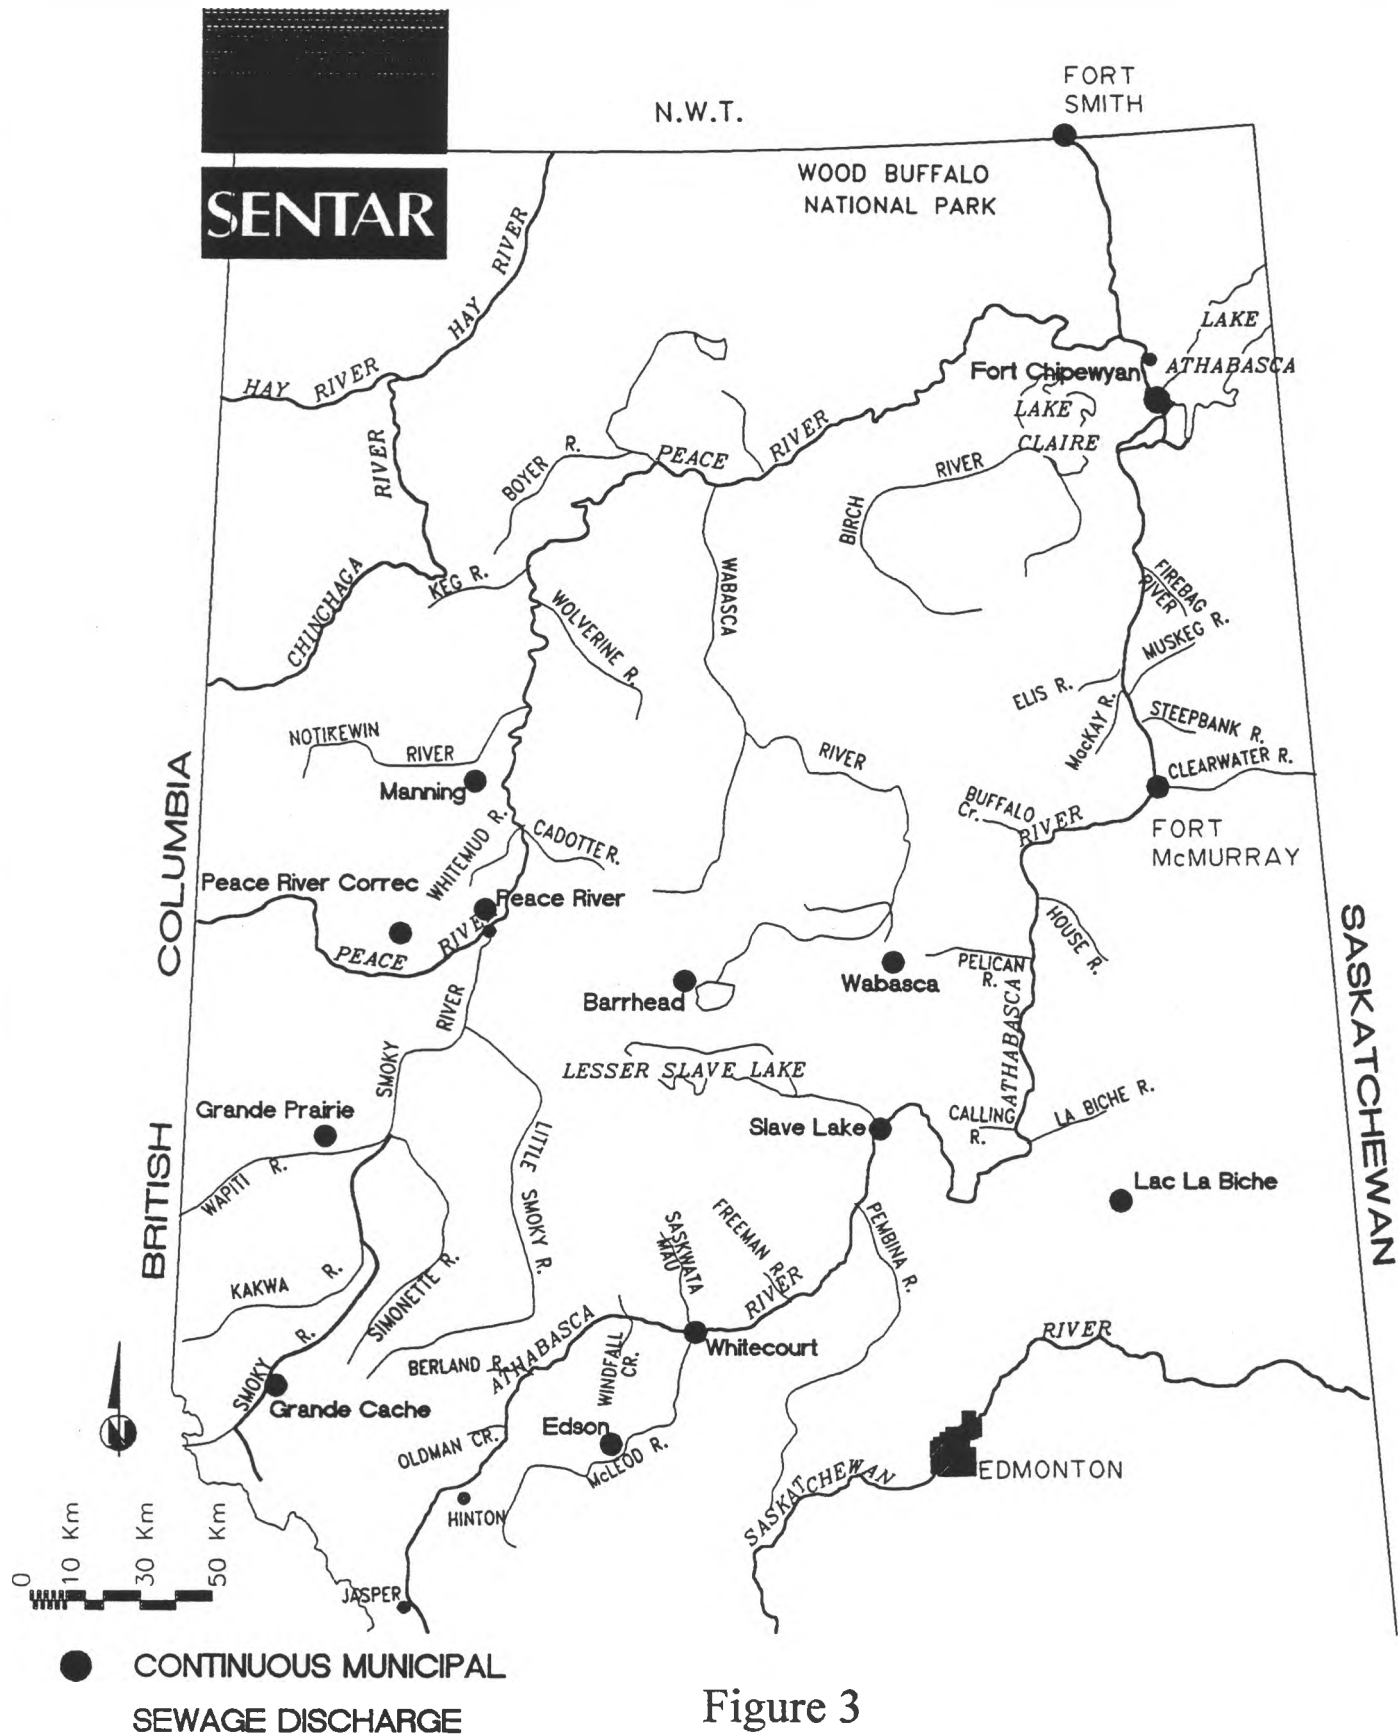 FORT
SMITH
N.W.T.
WOOD BUFFALO
NATIONAL PARK
SENTAR
HAY RIVER
HAY RIVER
LAKE
ATHABASCA
Fort Chipewyan
LAKE
CLAIRE
RIVER
BOYER R.
PEACE RIVER
BIRCH RIVER
CHINCHAGA
KEG R.
WOLVERINE R.
WABASCA
FIREBAG
RIVER
MUSKEG R.
ELIS R.
MacKAY R.
STEEPBANK R.
CLEARWATER R.
NOTIKEWIN RIVER
RIVER
Manning
BUFFALO
Cr.
RIVER
FORT
McMURRAY
WHITEMUD R.
CADOTTE R.
COLUMBIA
Peace River Correc
Peace River
PEACE RIVER
HOUSE R.
PELICAN
R.
Wabasca
Barrhead
SASKATCHEWAN
RIVER
SMOKY
ATHABASCA
LESSER SLAVE LAKE
Grande Prairie
Slave Lake
CALLING
R.
LA BICHE R.
LITTLE SMOKY R.
BRITISH
WAPITI R.
Lac La Biche
SASKWATA
MAU
FREEMAN R.
PEMBINA R.
KAKWA R.
SIMONETTE R.
RIVER
RIVER
SMOKY R.
BERLAND R.
ATHABASCA
WINDFALL
CR.
Whitecourt
Grande Cache
N
OLDMAN CR.
Edson
McLEOD R.
SASKATCHEWAN
EDMONTON
HINTON
0
10 Km
30 Km
50 Km
JASPER
CONTINUOUS MUNICIPAL
SEWAGE DISCHARGE
Figure 3